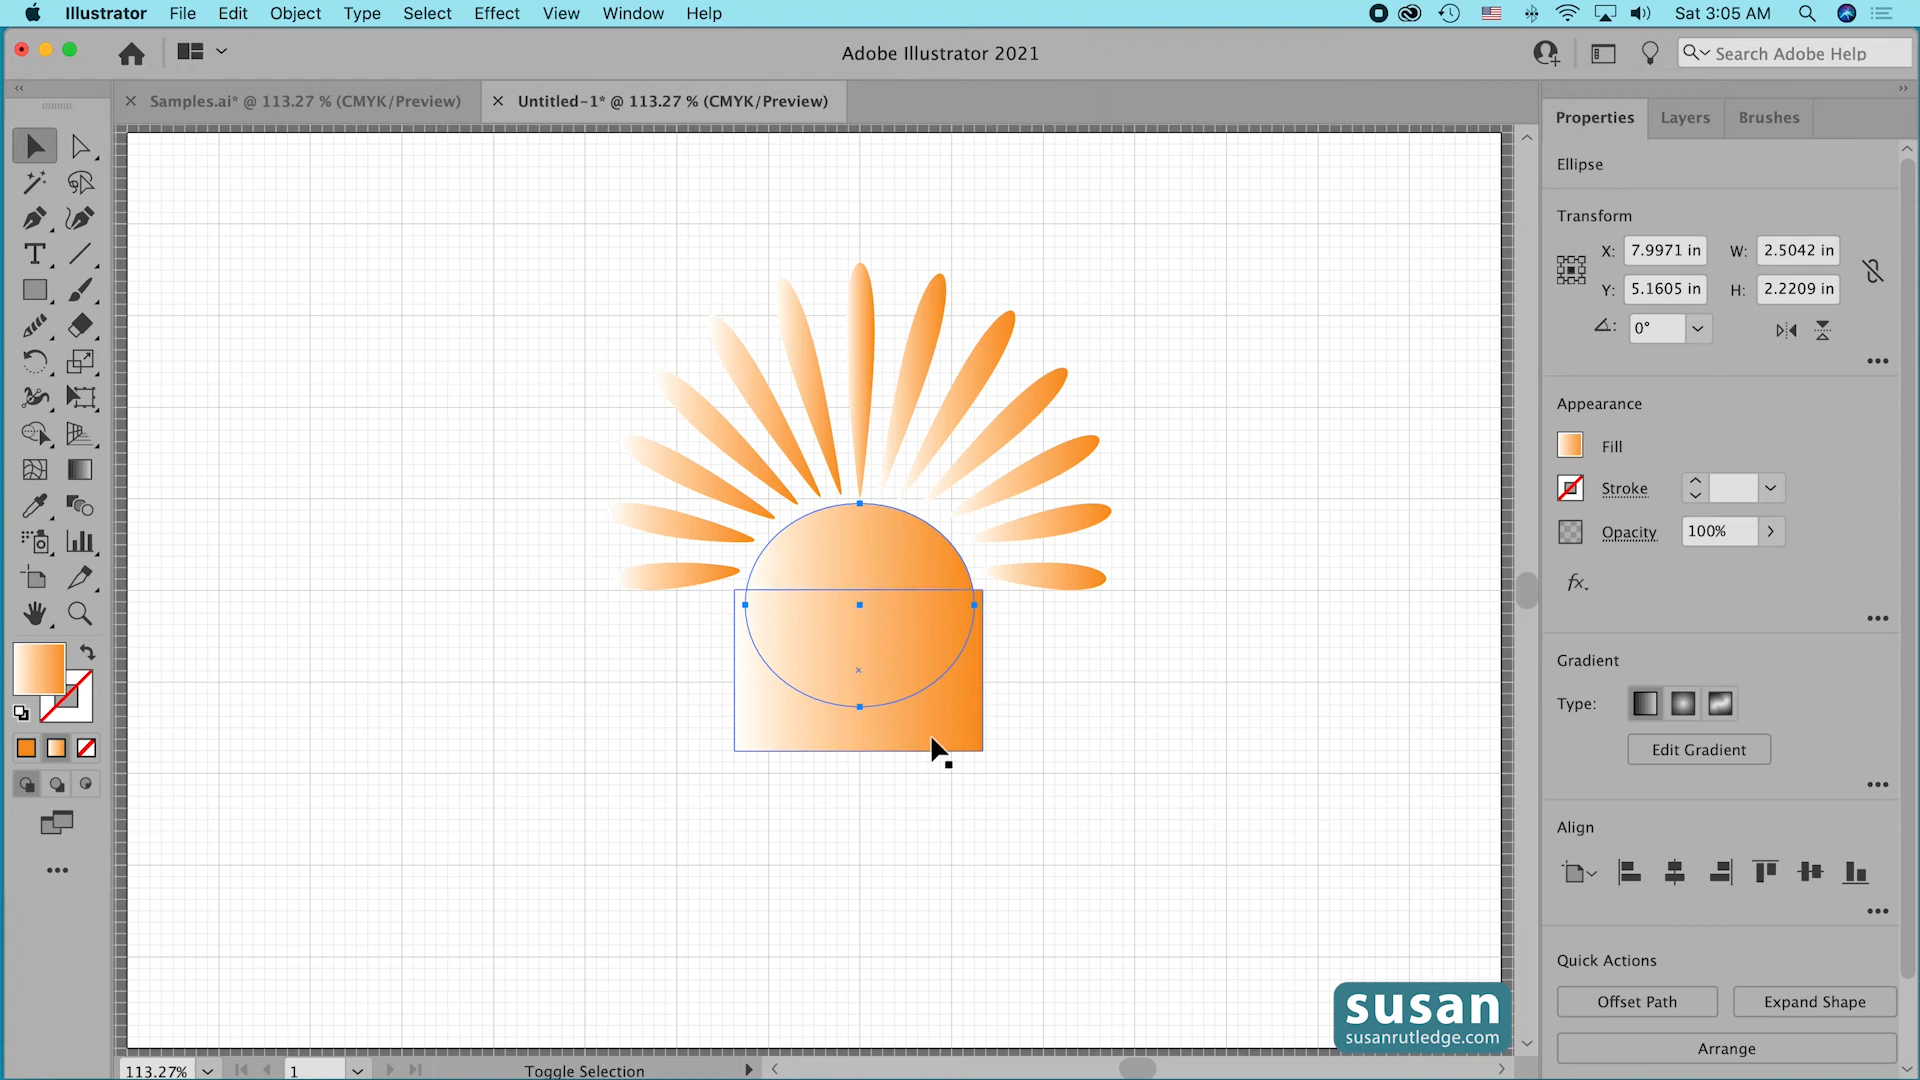 Illustrator File Edit Object Type Select Effect View Window Help Sat 3:05 AM
Adobe Illustrator 2021
Search Adobe Help
Samples.ai* @ 113.27 % (CMYK/Preview)
Untitled-1* @ 113.27 % (CMYK/Preview)
Properties Layers Brushes
Ellipse
Transform
X: 7.9971 in W: 2.5042 in
Y: 5.1605 in H: 2.2209 in
0°
Appearance
Fill
Stroke
Opacity 100%
fx.
Gradient
Type:
Edit Gradient
Align
Quick Actions
Offset Path Expand Shape
Arrange
susan
susanrutledge.com
113.27% 1 Toggle Selection